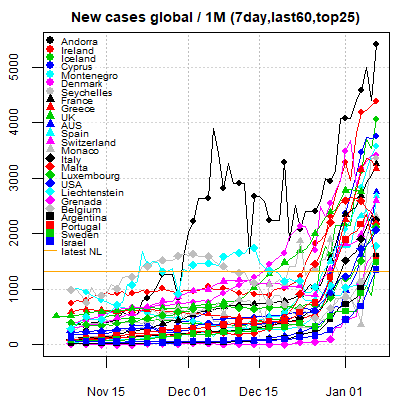 New cases global / 1M (7day,last60,top25)
Andorra
Ireland
Iceland
Cyprus
Montenegro
Denmark
Seychelles
France
Greece
UK
AUS
Spain
Switzerland
Monaco
Italy
Malta
Luxembourg
USA
Liechtenstein
Grenada
Belgium
Argentina
Portugal
Sweden
Israel
latest NL
0
1000
2000
3000
4000
5000
Nov 15
Dec 01
Dec 15
Jan 01